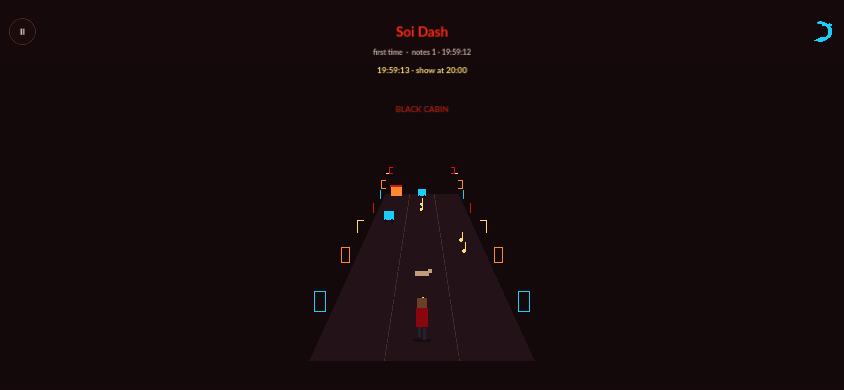 Soi Dash
first time · notes 1 · 19:59:12
19:59:13 · show at 20:00
BLACK CABIN